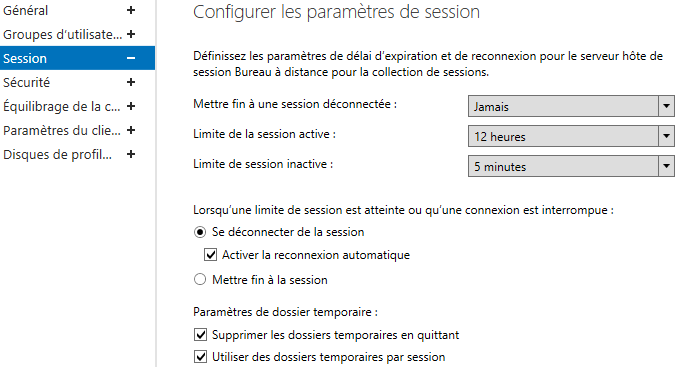 Configurer les paramètres de session
Général +
Groupes d'utilisate... +
Session −
Sécurité +
Équilibrage de la c... +
Paramètres du clie... +
Disques de profil... +
Définissez les paramètres de délai d'expiration et de reconnexion pour le serveur hôte de
session Bureau à distance pour la collection de sessions.
Mettre fin à une session déconnectée : Jamais
Limite de la session active : 12 heures
Limite de session inactive : 5 minutes
Lorsqu'une limite de session est atteinte ou qu'une connexion est interrompue :
Se déconnecter de la session
Activer la reconnexion automatique
Mettre fin à la session
Paramètres de dossier temporaire :
Supprimer les dossiers temporaires en quittant
Utiliser des dossiers temporaires par session